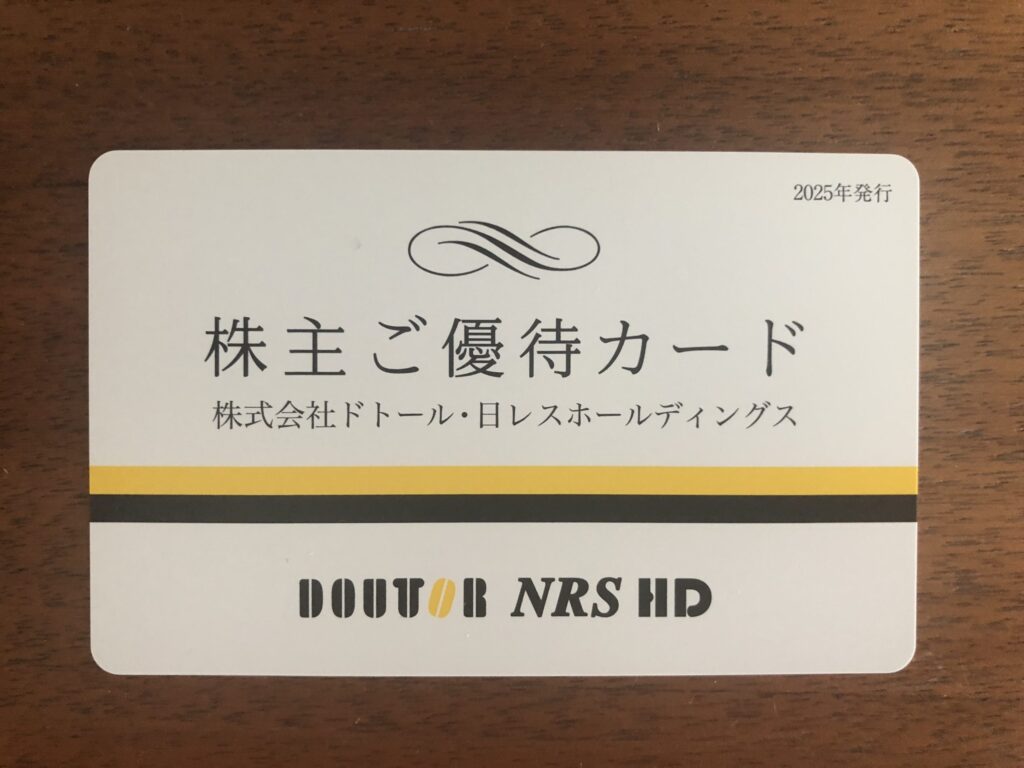 2025年発行
株主ご優待カード
株式会社ドトール・日レスホールディングス
DOUTOR NRS HD